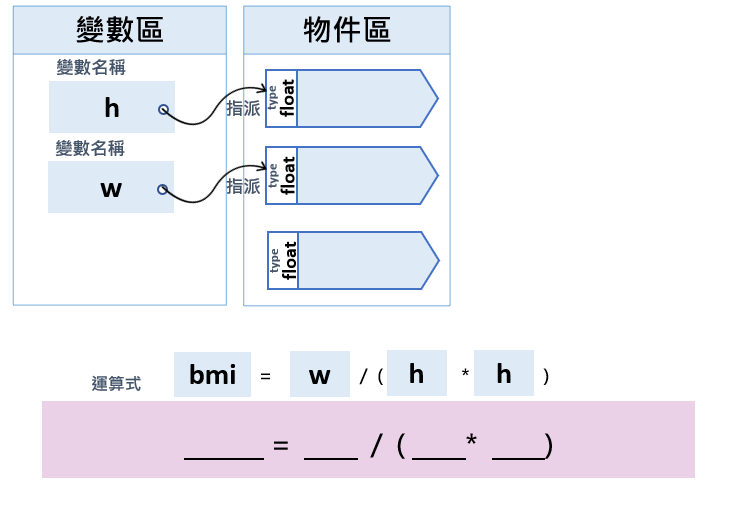 變數區
物件區
變數名稱
h
指派
type
float
變數名稱
w
指派
type
float
type
float
運算式
bmi = w / ( h * h )
_____ = ____ / ( ____* ____)